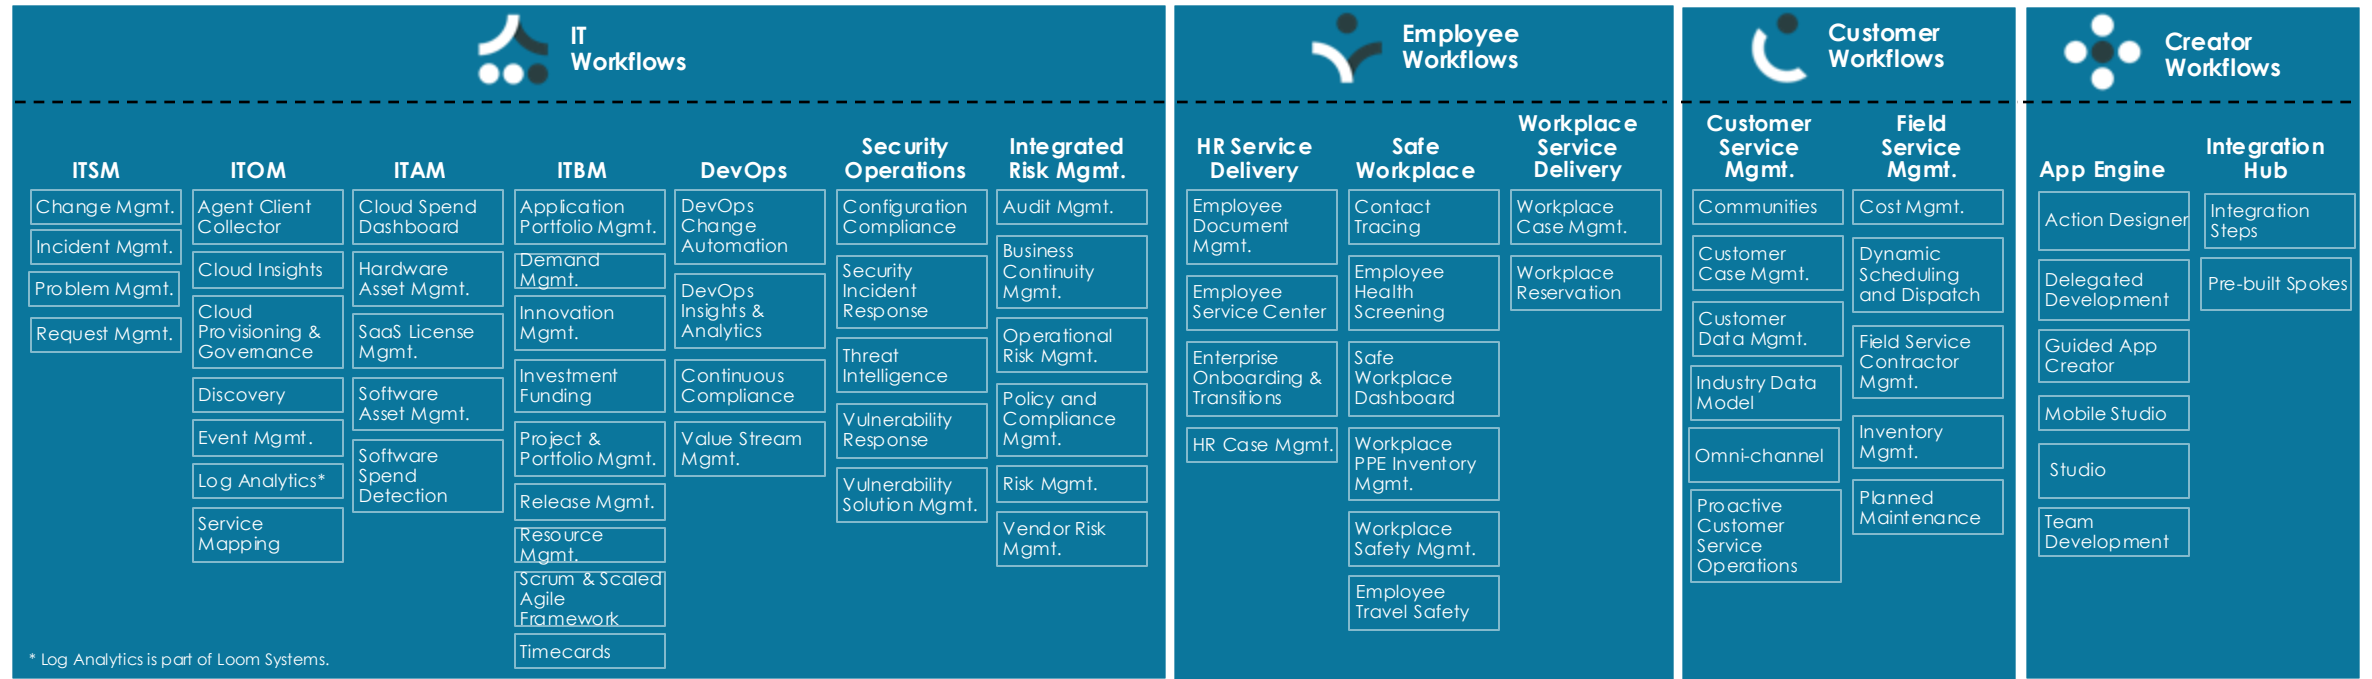 IT
Workflows
ITSM
Change Mgmt.
Incident Mgmt.
Problem Mgmt.
Request Mgmt.
ITOM
Agent Client
Collector
Cloud Insights
Cloud
Provisioning &
Governance
Discovery
Event Mgmt.
Log Analytics*
Service
Mapping
ITAM
Cloud Spend
Dashboard
Hardware
Asset Mgmt.
SaaS License
Mgmt.
Software
Asset Mgmt.
Software
Spend
Detection
ITBM
Application
Portfolio Mgmt.
Demand
Mgmt.
Innovation
Mgmt.
Investment
Funding
Project &
Portfolio Mgmt.
Release Mgmt.
Resource
Mgmt.
Scrum & Scaled
Agile
Framework
Timecards
DevOps
DevOps
Change
Automation
DevOps
Insights &
Analytics
Continuous
Compliance
Value Stream
Mgmt.
Security
Operations
Configuration
Compliance
Security
Incident
Response
Threat
Intelligence
Vulnerability
Response
Vulnerability
Solution Mgmt.
Integrated
Risk Mgmt.
Audit Mgmt.
Business
Continuity
Mgmt.
Operational
Risk Mgmt.
Policy and
Compliance
Mgmt.
Risk Mgmt.
Vendor Risk
Mgmt.
* Log Analytics is part of Loom Systems.
Employee
Workflows
HR Service
Delivery
Employee
Document
Mgmt.
Employee
Service Center
Enterprise
Onboarding &
Transitions
HR Case Mgmt.
Safe
Workplace
Contact
Tracing
Employee
Health
Screening
Safe
Workplace
Dashboard
Workplace
PPE Inventory
Mgmt.
Workplace
Safety Mgmt.
Employee
Travel Safety
Workplace
Service
Delivery
Workplace
Case Mgmt.
Workplace
Reservation
Customer
Workflows
Customer
Service
Mgmt.
Communities
Customer
Case Mgmt.
Customer
Data Mgmt.
Industry Data
Model
Omni-channel
Proactive
Customer
Service
Operations
Field
Service
Mgmt.
Cost Mgmt.
Dynamic
Scheduling
and Dispatch
Field Service
Contractor
Mgmt.
Inventory
Mgmt.
Planned
Maintenance
Creator
Workflows
App Engine
Action Designer
Delegated
Development
Guided App
Creator
Mobile Studio
Studio
Team
Development
Integration
Hub
Integration
Steps
Pre-built Spokes